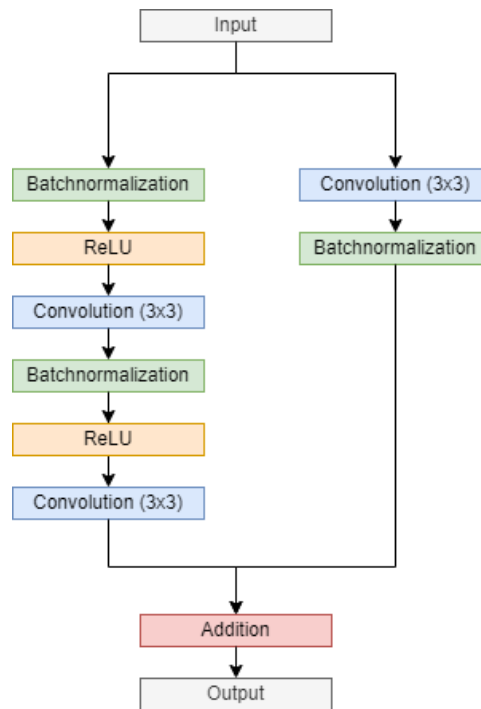 Input
Batchnormalization
ReLU
Convolution (3x3)
Batchnormalization
ReLU
Convolution (3x3)
Convolution (3x3)
Batchnormalization
Addition
Output